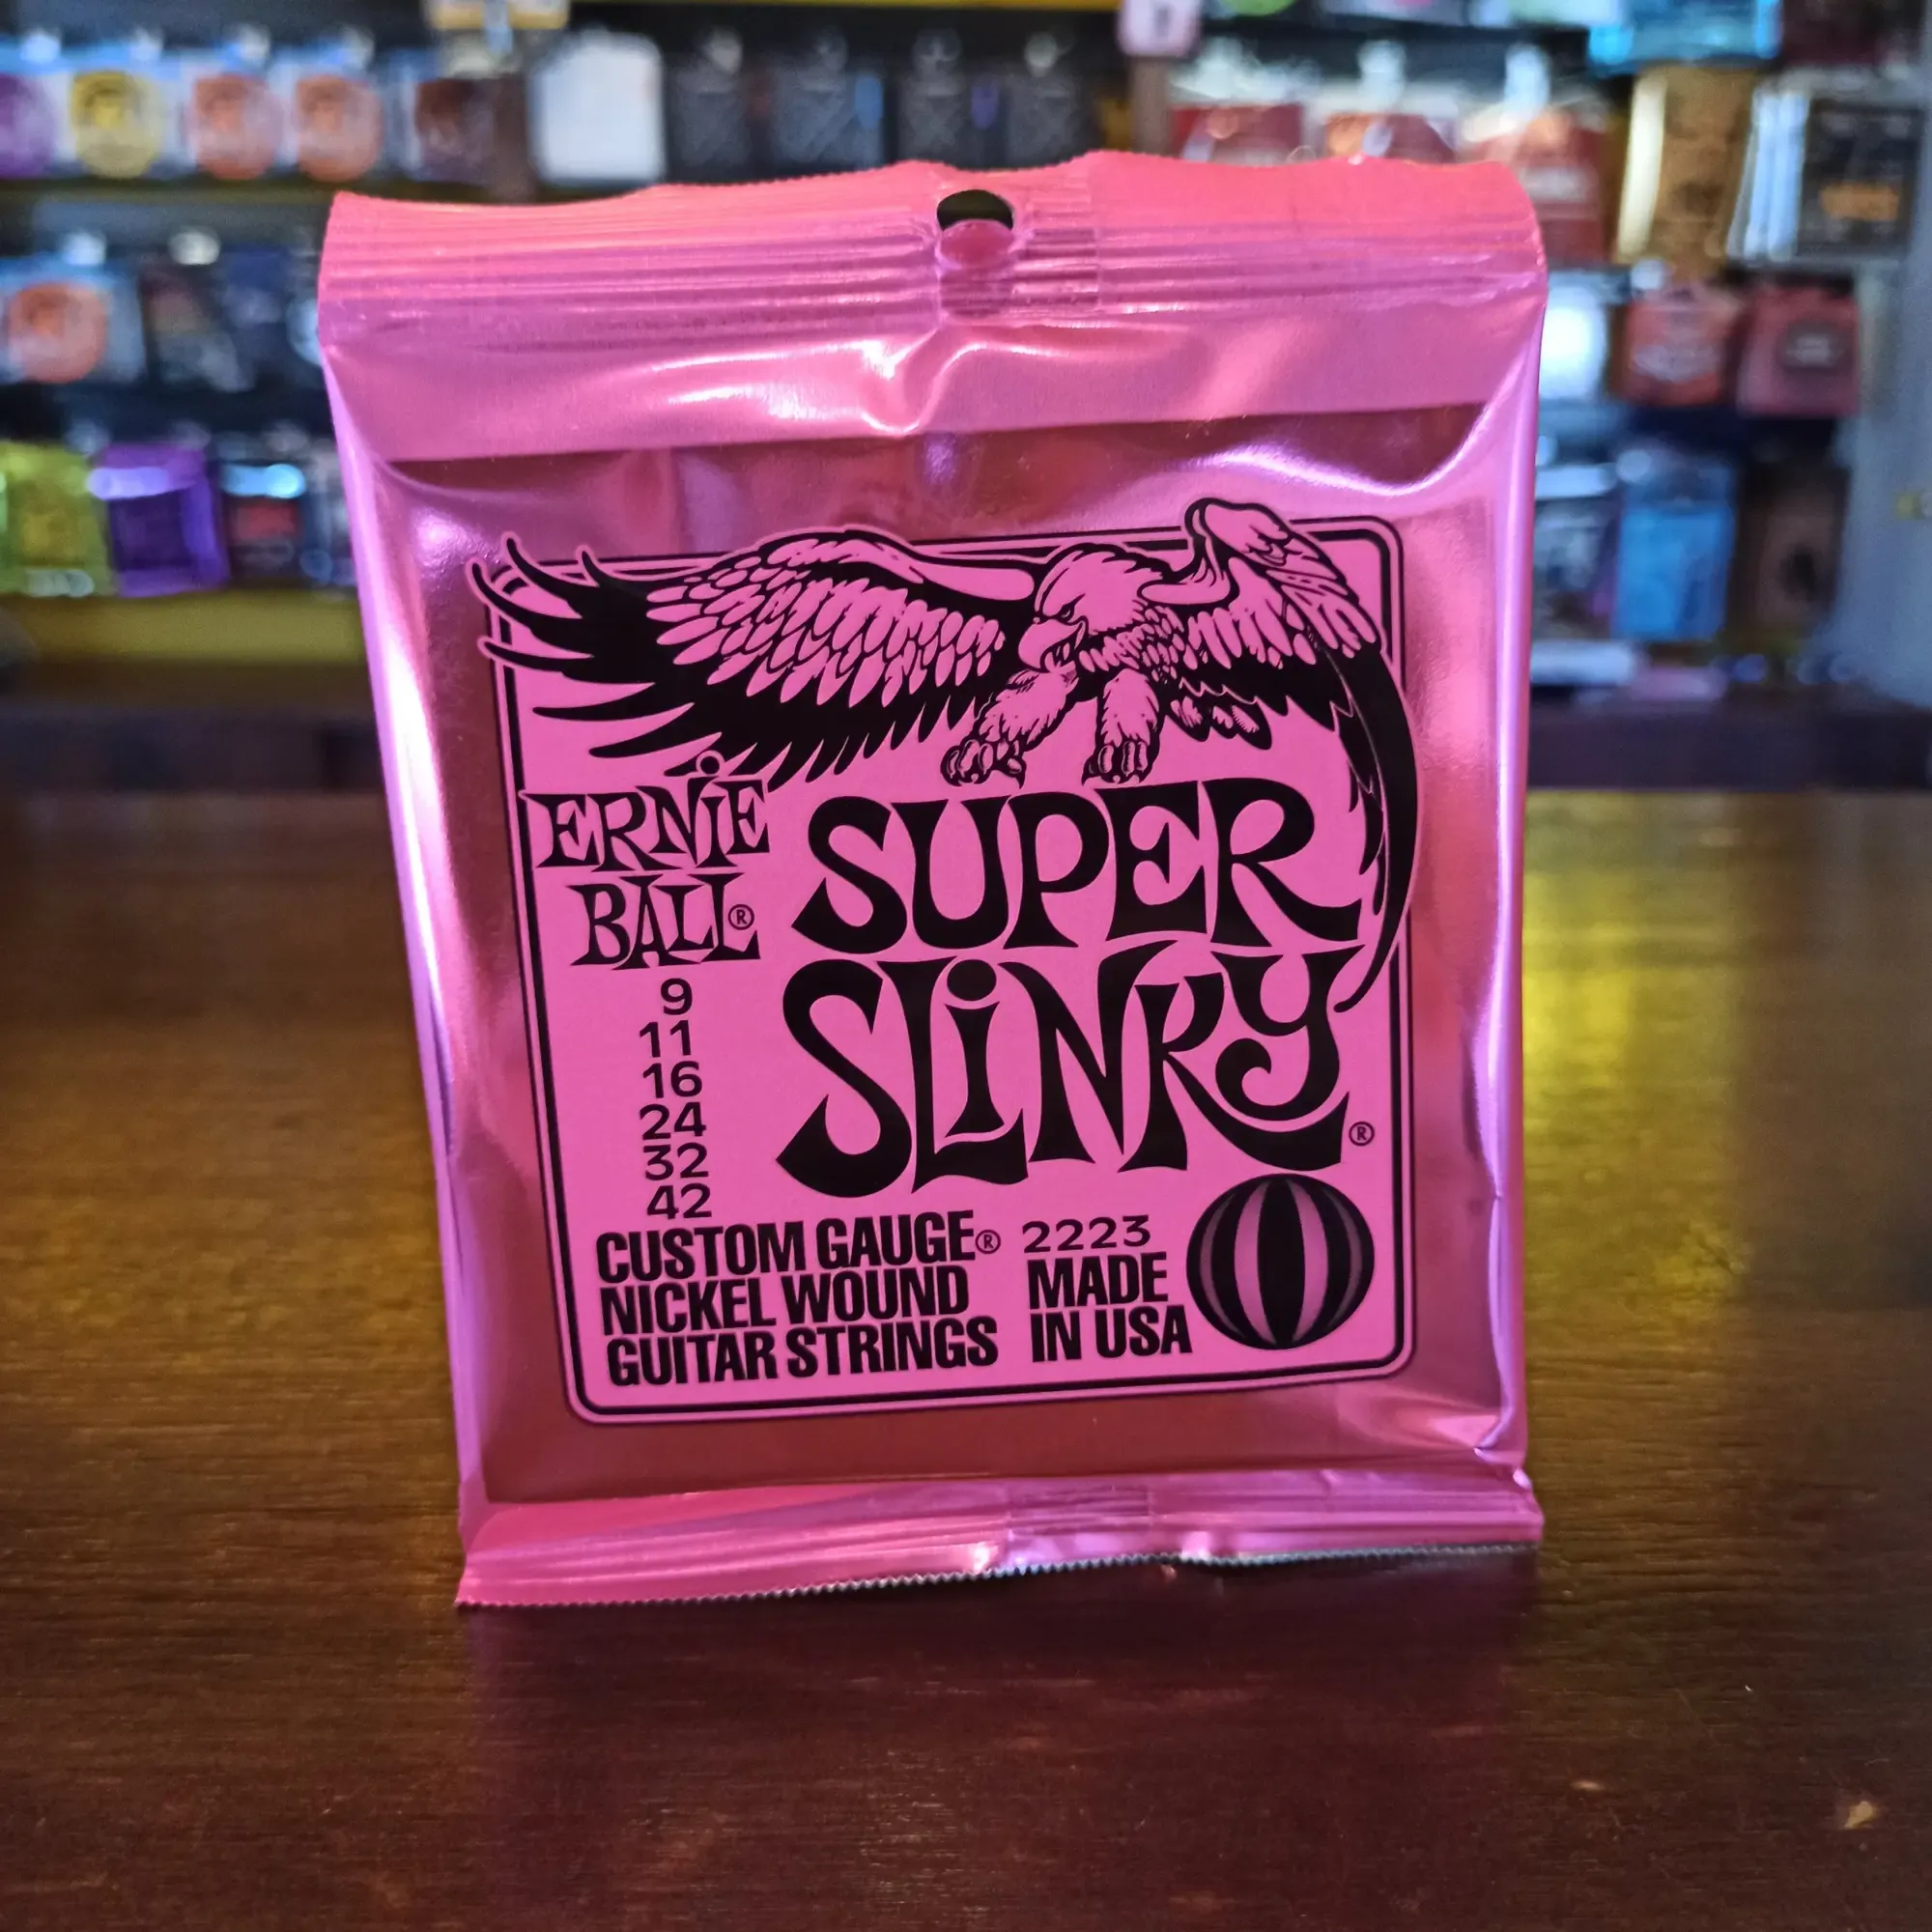 ERNiE
BALL®
SUPER
SLiNKY®
9
11
16
24
32
42
CUSTOM GAUGE®
NICKEL WOUND
GUITAR STRINGS
2223
MADE
IN USA